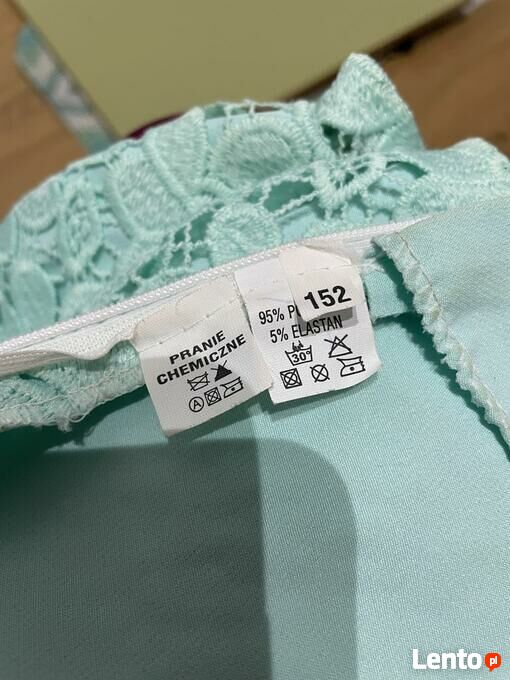 PRANIE
CHEMICZNE
A
152
95%
5% ELASTAN
30°
Lento.pl